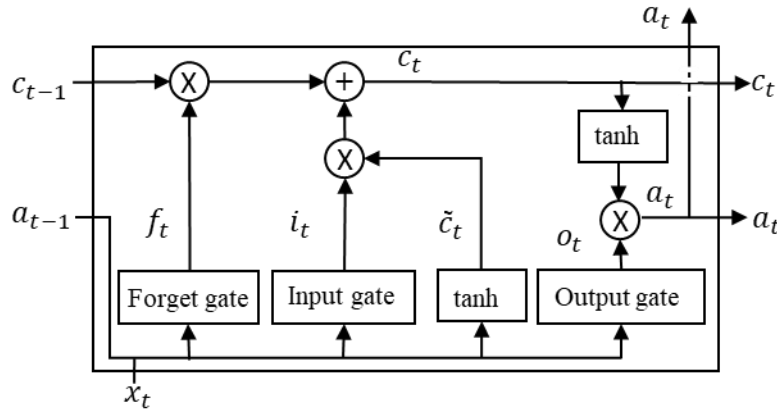 a_t
c_{t-1}
X
+
c_t
c_t
tanh
X
a_{t-1}
f_t
i_t
c̃_t
o_t
X
a_t
a_t
Forget gate
Input gate
tanh
Output gate
x_t